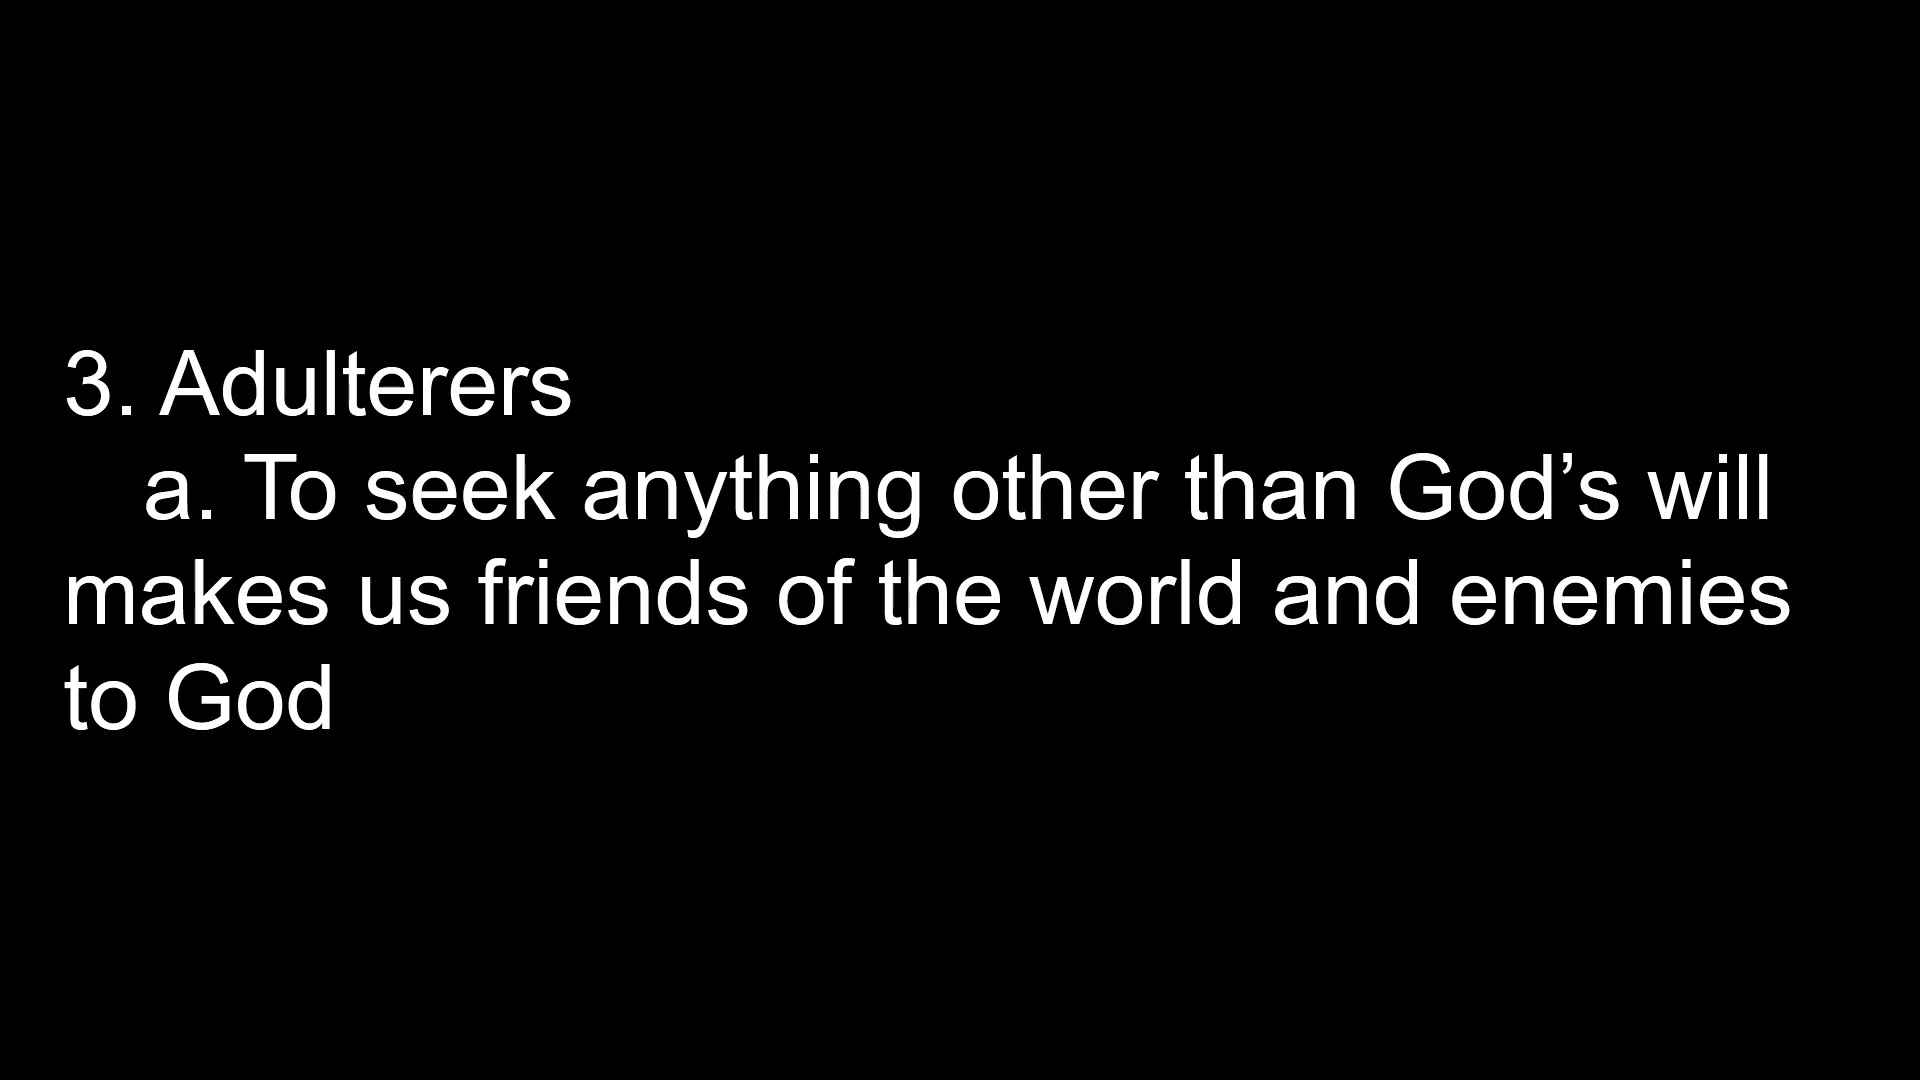 3. Adulterers
a. To seek anything other than God’s will
makes us friends of the world and enemies
to God